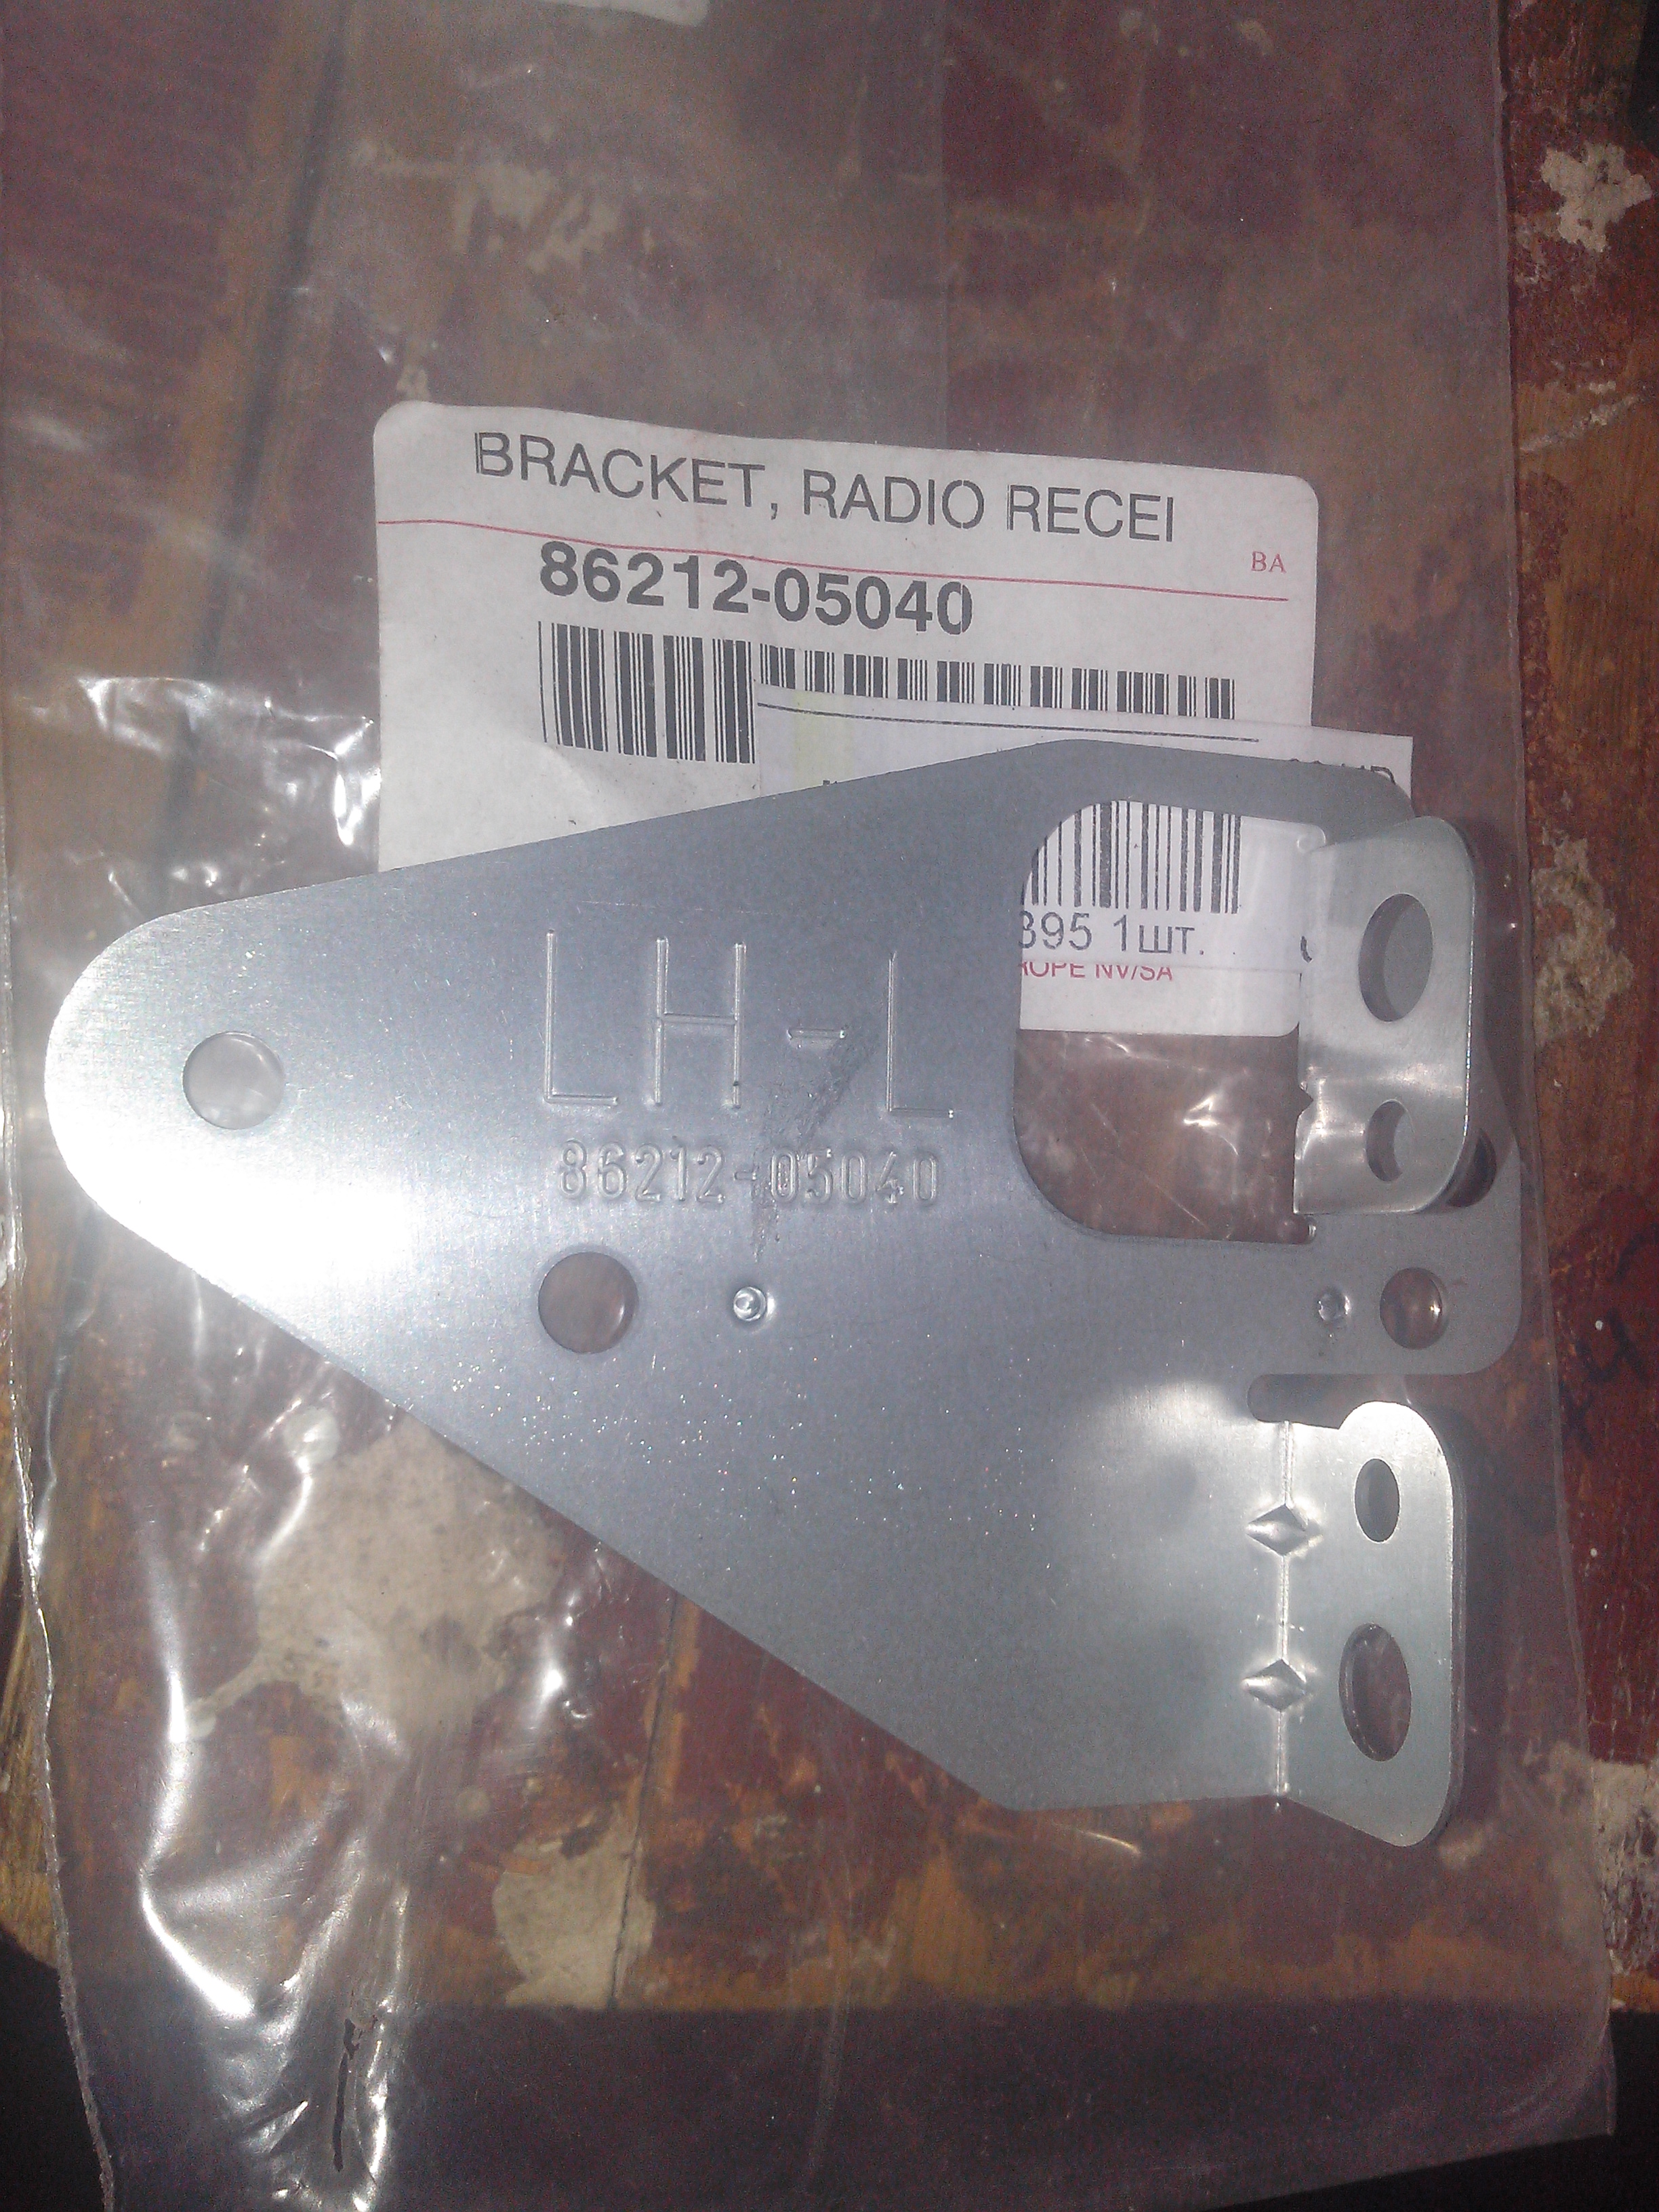 BRACKET, RADIO RECEI
BA
86212-05040
395 1шт.
ROPE NV/SA
LH-L
86212-05040